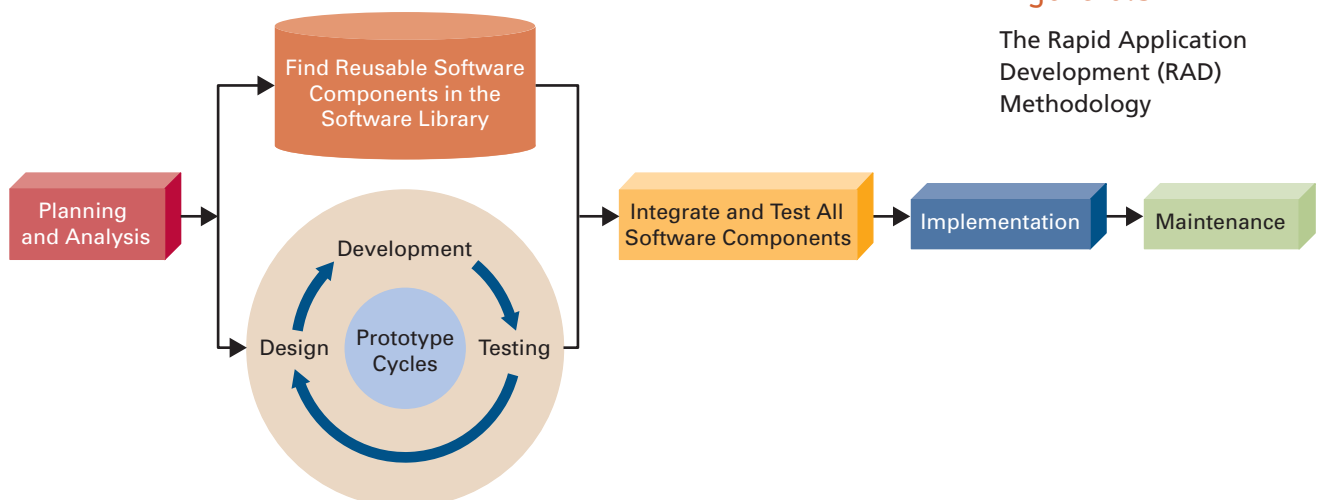 The Rapid Application
Development (RAD)
Methodology
Find Reusable Software
Components in the
Software Library
Planning
and Analysis
Development
Design
Prototype
Cycles
Testing
Integrate and Test All
Software Components
Implementation
Maintenance